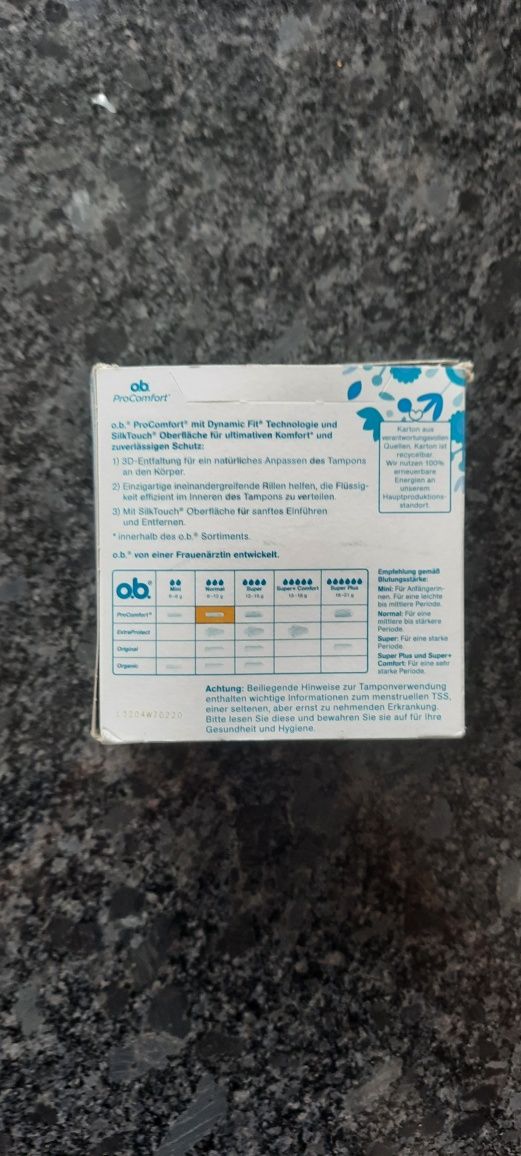 o.b.
ProComfort®
o.b.® ProComfort® mit Dynamic Fit® Technologie und
SilkTouch® Oberfläche für ultimativen Komfort* und
zuverlässigen Schutz:
1) 3D-Entfaltung für ein natürliches Anpassen des Tampons
an den Körper.
2) Einzigartige ineinandergreifende Rillen helfen, die Flüssig-
keit effizient im Inneren des Tampons zu verteilen.
3) Mit SilkTouch® Oberfläche für sanftes Einführen
und Entfernen.
* innerhalb des o.b.® Sortiments.
o.b.® von einer Frauenärztin entwickelt.
Karton aus
verantwortungsvollen
Quellen. Karton ist
recycelbar.
Wir nutzen 100%
erneuerbare
Energien an
unserem
Hauptproduktions-
standort.
o.b.® Mini Normal Super Super+ Comfort Super Plus
ProComfort®
ExtraProtect
Original
Organic
Empfehlung gemäß
Blutungsstärke:
Mini: Für Anfängerin-
nen. Für eine leichte
bis mittlere Periode.
Normal: Für eine
mittlere bis stärkere
Periode.
Super: Für eine starke
Periode.
Super Plus und Super+
Comfort: Für eine sehr
starke Periode.
Achtung: Beiliegende Hinweise zur Tamponverwendung
enthalten wichtige Informationen zum menstruellen TSS,
einer seltenen, aber ernst zu nehmenden Erkrankung.
Bitte lesen Sie diese und bewahren Sie sie auf für Ihre
Gesundheit und Hygiene.